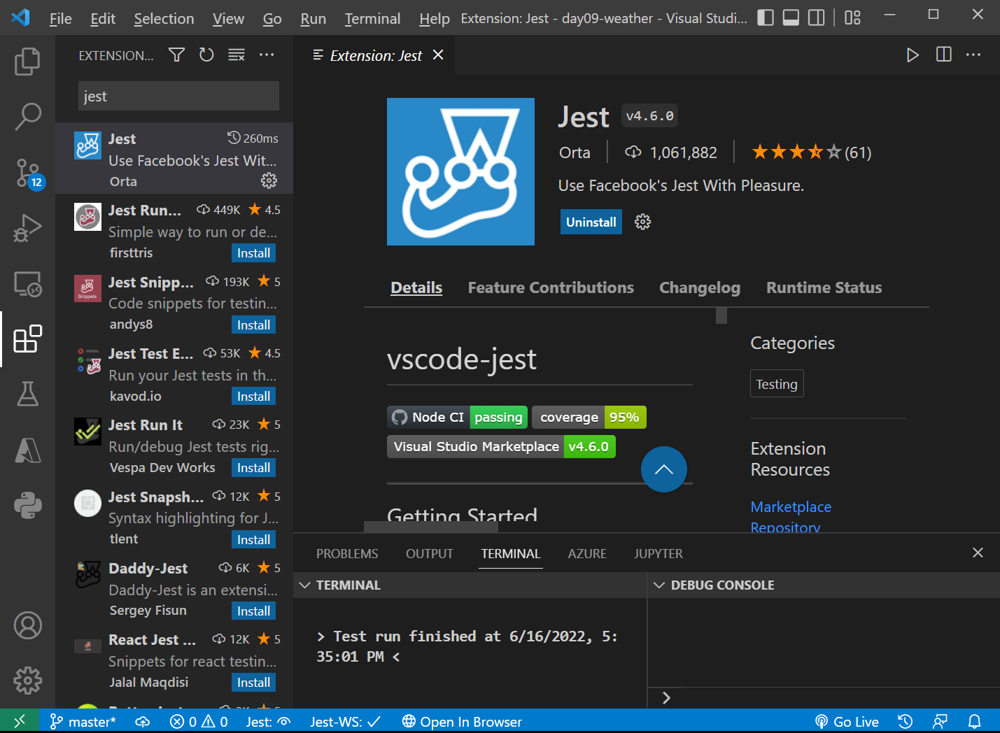 File Edit Selection View Go Run Terminal Help Extension: Jest - day09-weather - Visual Studi...
EXTENSION...
Extension: Jest
jest
Jest 260ms
Use Facebook's Jest Wit...
Orta
12
Jest Run... 449K 4.5
Simple way to run or de...
firsttris Install
Jest Snipp... 193K 5
Code snippets for testin...
andys8 Install
Snippets
Jest Test E... 53K 4.5
Run your Jest tests in th...
kavod.io Install
Jest Run It 23K 5
Run/debug Jest tests rig...
Vespa Dev Works Install
Jest Snapsh... 12K 5
Syntax highlighting for J...
tlent Install
Daddy-Jest 6K 5
Daddy-Jest is an extensi...
Sergey Fisun Install
React Jest ... 12K 5
Snippets for react testin...
Jalal Maqdisi Install
Jest v4.6.0
Orta 1,061,882 (61)
Use Facebook's Jest With Pleasure.
Uninstall
Details Feature Contributions Changelog Runtime Status
vscode-jest
Node CI passing coverage 95%
Visual Studio Marketplace v4.6.0
Getting Started
Categories
Testing
Extension
Resources
Marketplace
Repository
PROBLEMS OUTPUT TERMINAL AZURE JUPYTER
TERMINAL
> Test run finished at 6/16/2022, 5:
35:01 PM <
DEBUG CONSOLE
>
master* 0 0 Jest: Jest-WS: Open In Browser Go Live